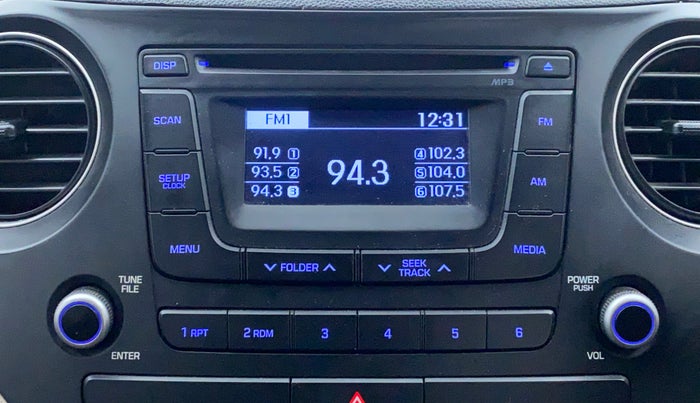 DISP
MP3
SCAN
FM
FM1 12:31
91.9 1
93.5 2
94.3 3
94.3
4 102.3
5 104.0
6 107.5
SETUP
CLOCK
AM
MENU
MEDIA
FOLDER
SEEK
TRACK
TUNE
FILE
POWER
PUSH
1 RPT 2 RDM 3 4 5 6
ENTER
VOL